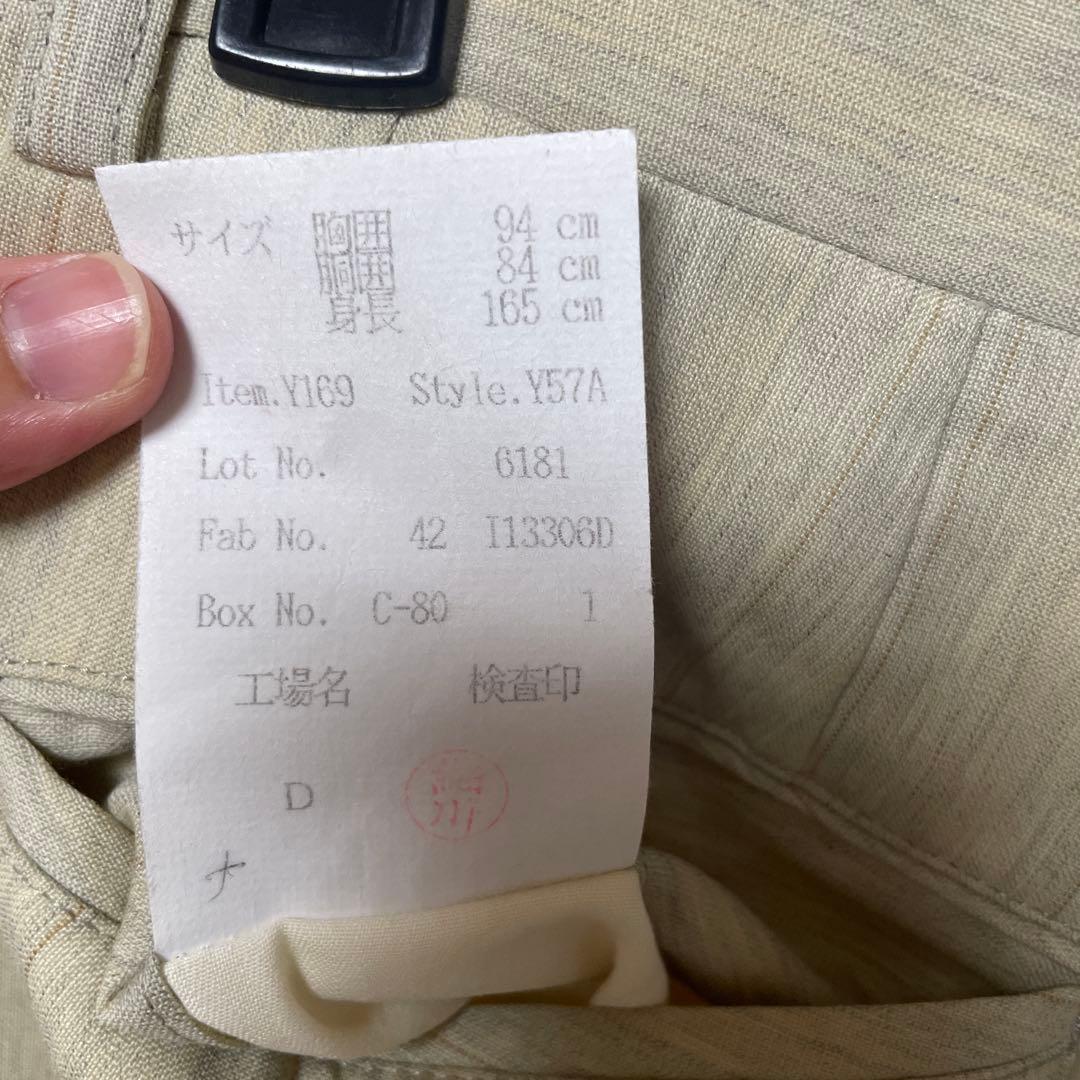 サイズ 胸囲 94 cm
胴囲 84 cm
身長 165 cm
Item.Y169 Style.Y57A
Lot No. 6181
Fab No. 42 I13306D
Box No. C-80 1
工場名 検査印
D
ナ